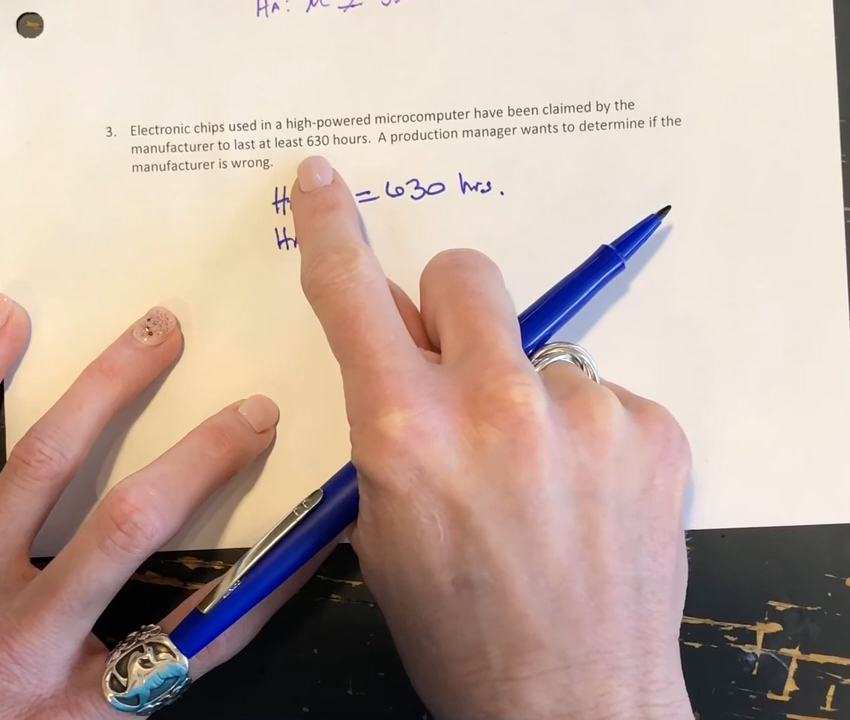 HA: M ≠
3. Electronic chips used in a high-powered microcomputer have been claimed by the
manufacturer to last at least 630 hours. A production manager wants to determine if the
manufacturer is wrong.
H = 630 hrs.
H